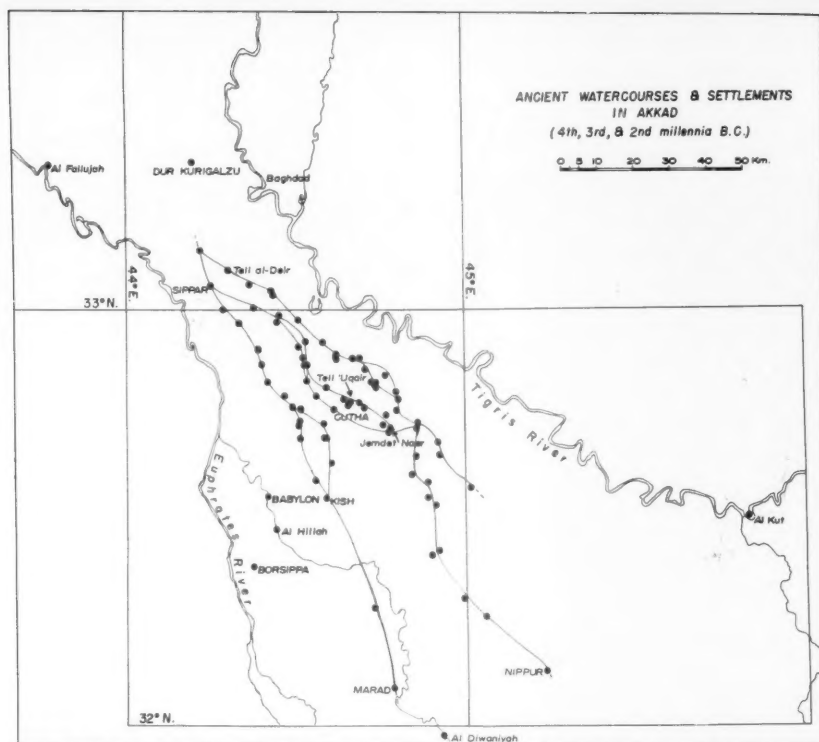 ANCIENT WATERCOURSES & SETTLEMENTS
IN AKKAD
(4th, 3rd, & 2nd millennia B.C.)
0 5 10 20 30 40 50 Km.
Al Fallujah
DUR KURIGALZU
Baghdad
Tell al-Deir
44° E.
SIPPAR
45° E.
33° N.
Tell 'Uqair
Tigris River
CUTHA
Jemdet Nasr
Euphrates River
BABYLON
KISH
Al Kut
Al Hillah
BORSIPPA
NIPPUR
MARAD
32° N.
Al Diwaniyah